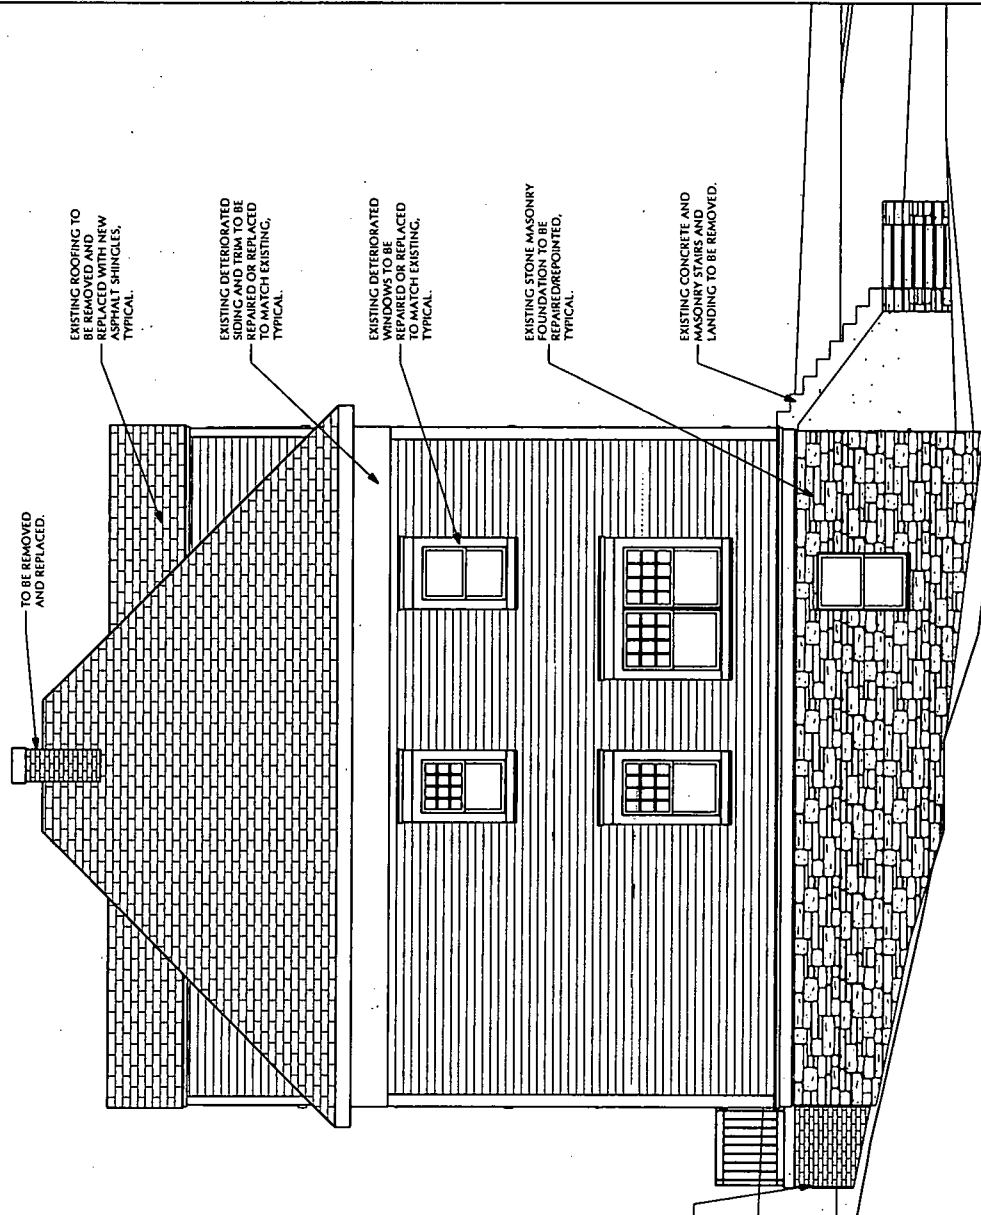 TO BE REMOVED
AND REPLACED.
EXISTING ROOFING TO
BE REMOVED AND
REPLACED WITH NEW
ASPHALT SHINGLES,
TYPICAL.
EXISTING DETERIORATED
SIDING AND TRIM TO BE
REPAIRED OR REPLACED
TO MATCH EXISTING,
TYPICAL.
EXISTING DETERIORATED
WINDOWS TO BE
REPAIRED OR REPLACED
TO MATCH EXISTING,
TYPICAL.
EXISTING STONE MASONRY
FOUNDATION TO BE
REPAIRED/REPOINTED,
TYPICAL.
EXISTING CONCRETE AND
MASONRY STAIRS AND
LANDING TO BE REMOVED.